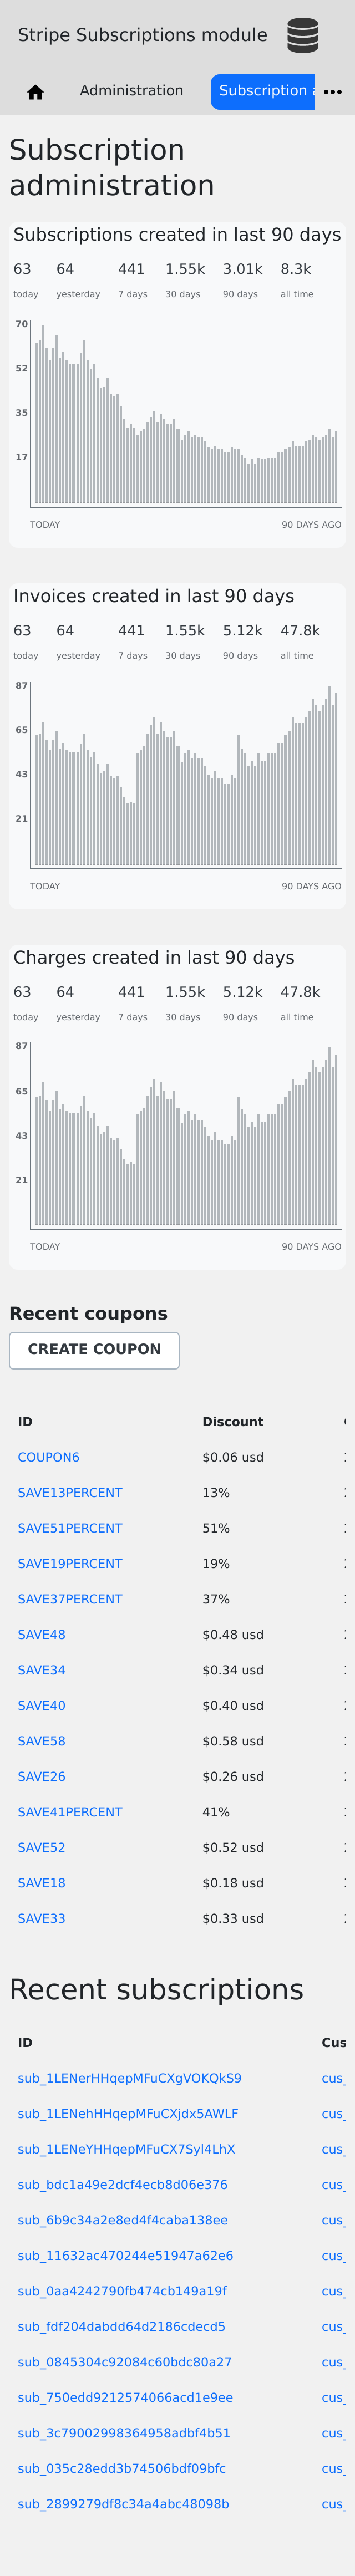 Stripe Subscriptions module
Administration
Subscription
Subscription
administration
Subscriptions created in last 90 days
63 64 441 1.55k 3.01k 8.3k
today yesterday 7 days 30 days 90 days all time
70
52
35
17
TODAY 90 DAYS AGO
Invoices created in last 90 days
63 64 441 1.55k 5.12k 47.8k
today yesterday 7 days 30 days 90 days all time
87
65
43
21
TODAY 90 DAYS AGO
Charges created in last 90 days
63 64 441 1.55k 5.12k 47.8k
today yesterday 7 days 30 days 90 days all time
87
65
43
21
TODAY 90 DAYS AGO
Recent coupons
CREATE COUPON
ID Discount
COUPON6 $0.06 usd
SAVE13PERCENT 13%
SAVE51PERCENT 51%
SAVE19PERCENT 19%
SAVE37PERCENT 37%
SAVE48 $0.48 usd
SAVE34 $0.34 usd
SAVE40 $0.40 usd
SAVE58 $0.58 usd
SAVE26 $0.26 usd
SAVE41PERCENT 41%
SAVE52 $0.52 usd
SAVE18 $0.18 usd
SAVE33 $0.33 usd
Recent subscriptions
ID Cus
sub_1LENerHHqepMFuCXgVOKQkS9 cus_
sub_1LENehHHqepMFuCXjdx5AWLF cus_
sub_1LENeYHHqepMFuCX7Syl4LhX cus_
sub_bdc1a49e2dcf4ecb8d06e376 cus_
sub_6b9c34a2e8ed4f4caba138ee cus_
sub_11632ac470244e51947a62e6 cus_
sub_0aa4242790fb474cb149a19f cus_
sub_fdf204dabdd64d2186cdecd5 cus_
sub_0845304c92084c60bdc80a27 cus_
sub_750edd9212574066acd1e9ee cus_
sub_3c79002998364958adbf4b51 cus_
sub_035c28edd3b74506bdf09bfc cus_
sub_2899279df8c34a4abc48098b cus_